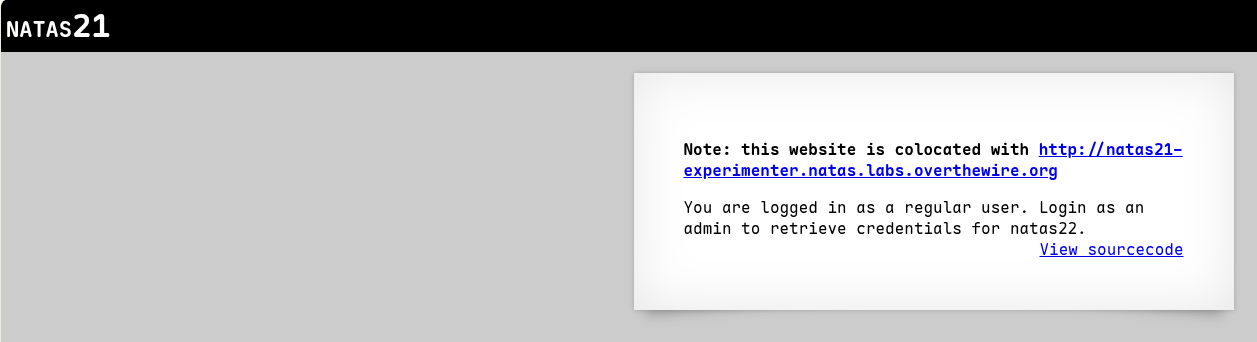 NATAS21
Note: this website is colocated with http://natas21-
experimenter.natas.labs.overthewire.org
You are logged in as a regular user. Login as an
admin to retrieve credentials for natas22.
View sourcecode